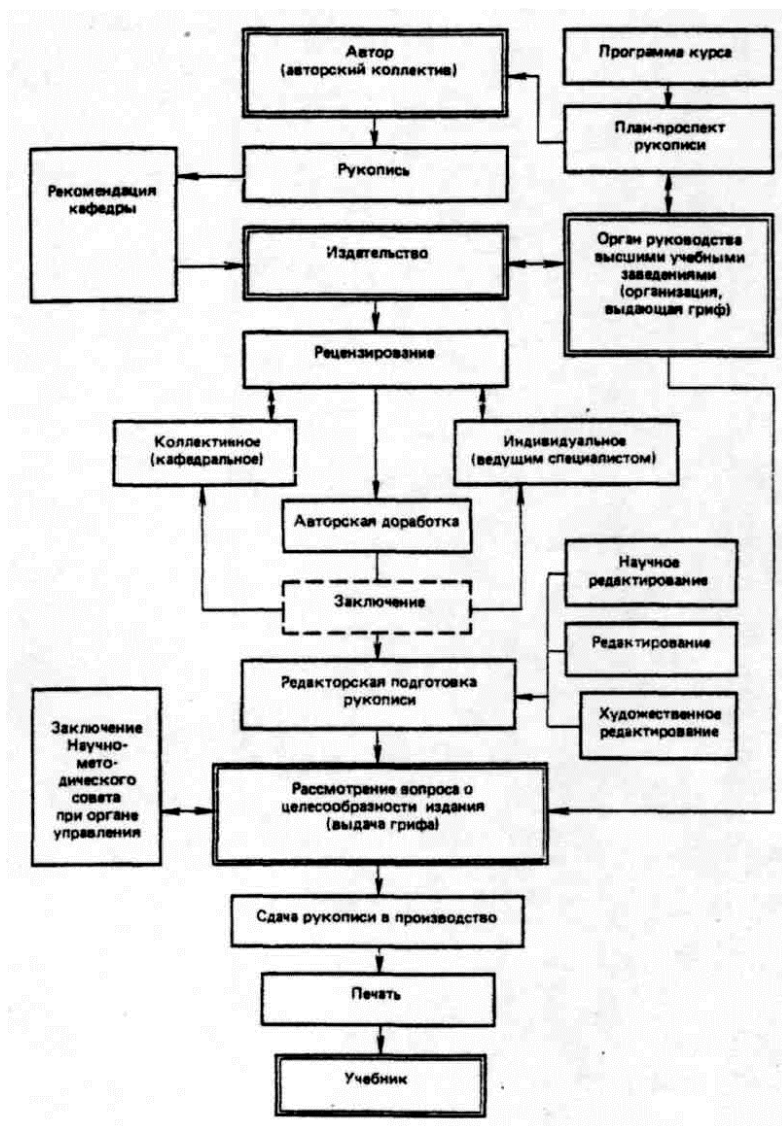 Автор
(авторский коллектив)
Программа курса
План-проспект
рукописи
Рукопись
Рекомендация
кафедры
Издательство
Орган руководства
высшими учебными
заведениями
(организация,
выдающая гриф)
Рецензирование
Коллективное
(кафедральное)
Индивидуальное
(ведущим специалистом)
Авторская доработка
Заключение
Научное
редактирование
Редактирование
Художественное
редактирование
Редакторская подготовка
рукописи
Заключение
Научно-
мето-
дического
совета
при органе
управления
Рассмотрение вопроса о
целесообразности издания
(выдача грифа)
Сдача рукописи в производство
Печать
Учебник